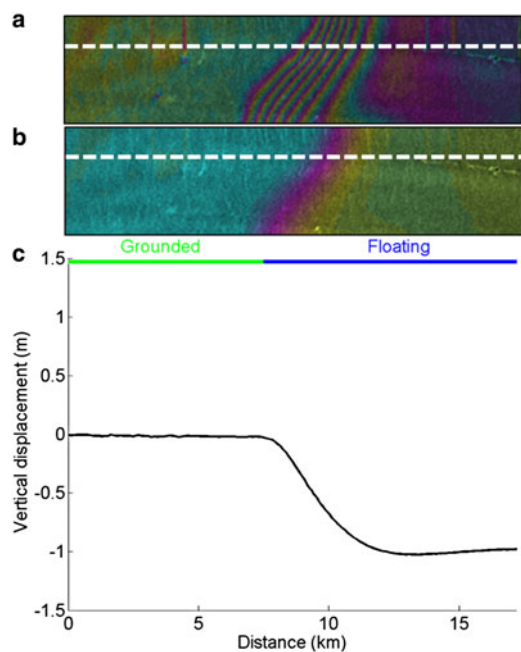 a
b
Grounded Floating
c
Vertical displacement (m)
1.5
1
0.5
0
-0.5
-1
-1.5
0 5 10 15
Distance (km)